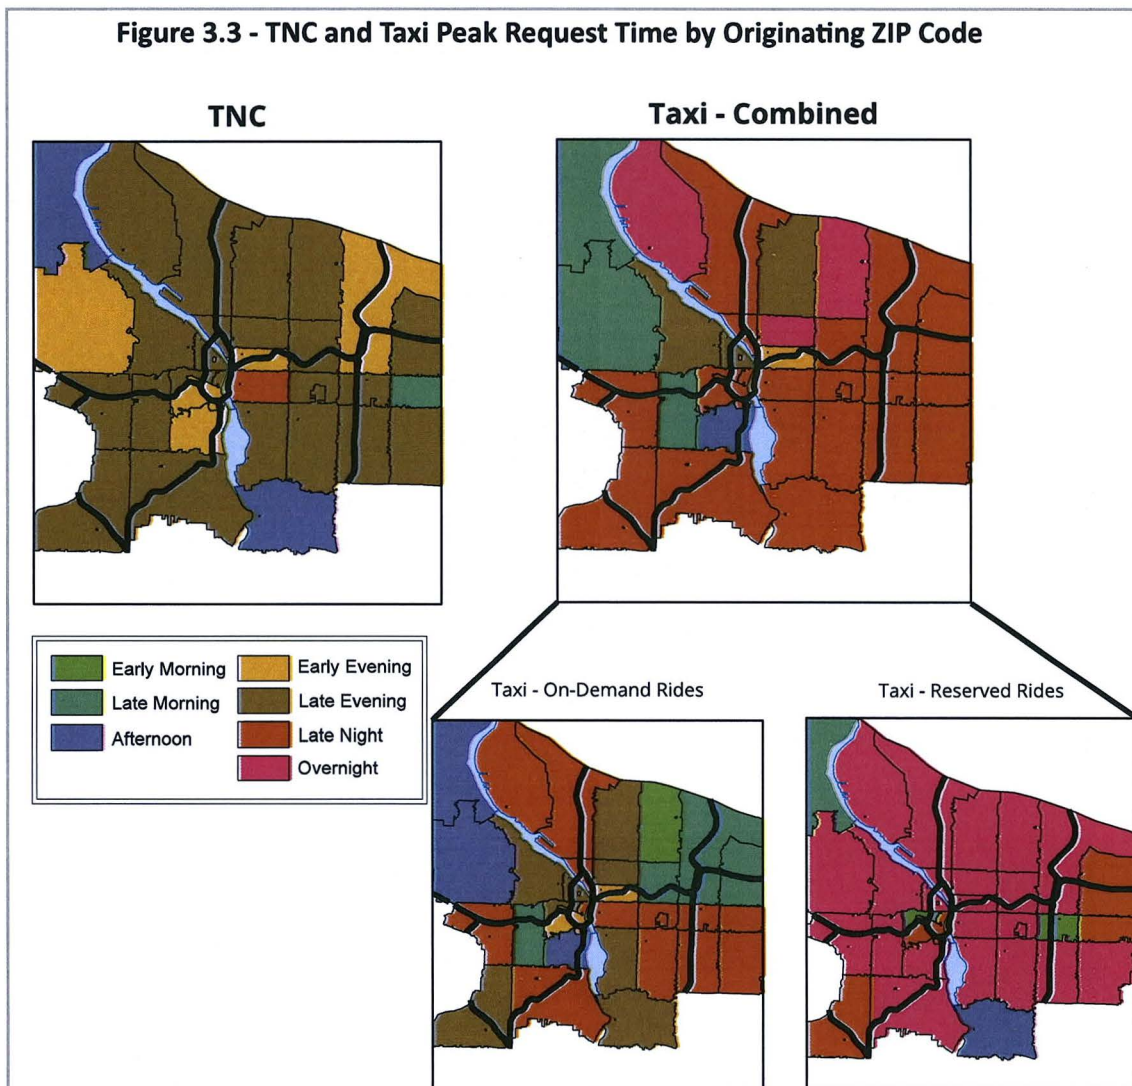 Figure 3.3 - TNC and Taxi Peak Request Time by Originating ZIP Code
TNC
Taxi - Combined
Early Morning
Late Morning
Afternoon
Early Evening
Late Evening
Late Night
Overnight
Taxi - On-Demand Rides
Taxi - Reserved Rides